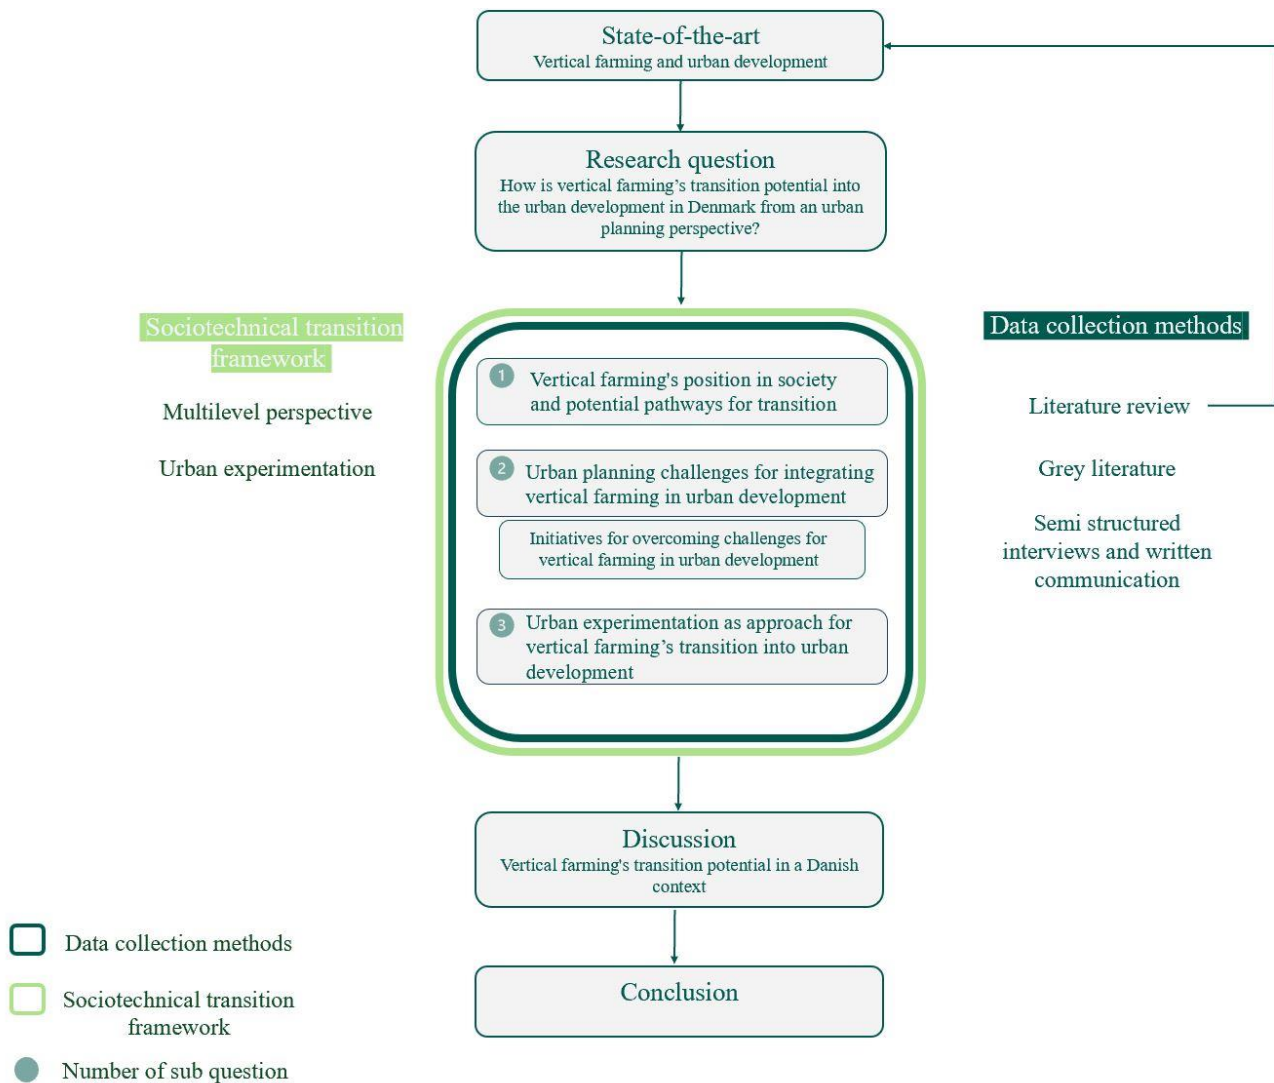 State-of-the-art
Vertical farming and urban development
Research question
How is vertical farming’s transition potential into
the urban development in Denmark from an urban
planning perspective?
Sociotechnical transition
framework
Multilevel perspective
Urban experimentation
1
Vertical farming's position in society
and potential pathways for transition
2
Urban planning challenges for integrating
vertical farming in urban development
Initiatives for overcoming challenges for
vertical farming in urban development
3
Urban experimentation as approach for
vertical farming’s transition into urban
development
Data collection methods
Literature review
Grey literature
Semi structured
interviews and written
communication
Discussion
Vertical farming's transition potential in a Danish
context
Conclusion
Data collection methods
Sociotechnical transition
framework
Number of sub question